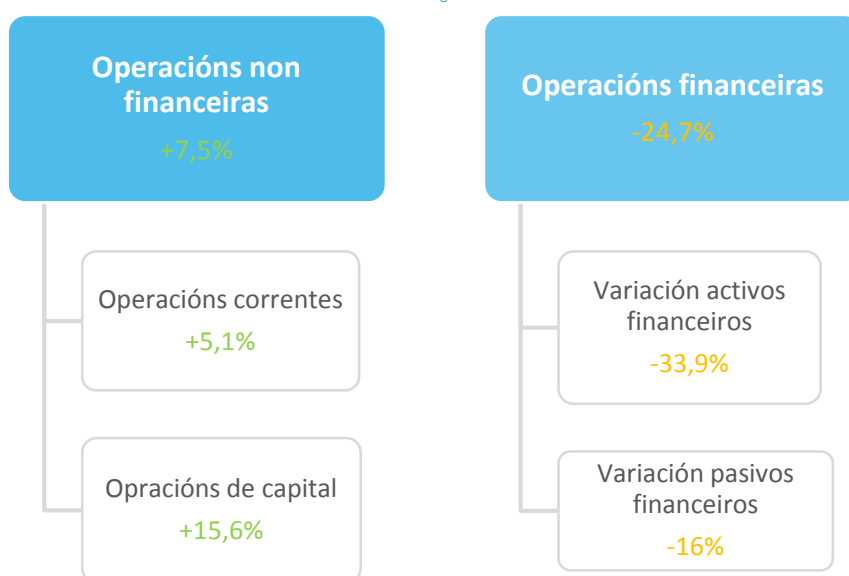 Operacións non
financeiras
+7,5%
Operacións correntes
+5,1%
Opracións de capital
+15,6%
Operacións financeiras
-24,7%
Variación activos
financeiros
-33,9%
Variación pasivos
financeiros
-16%